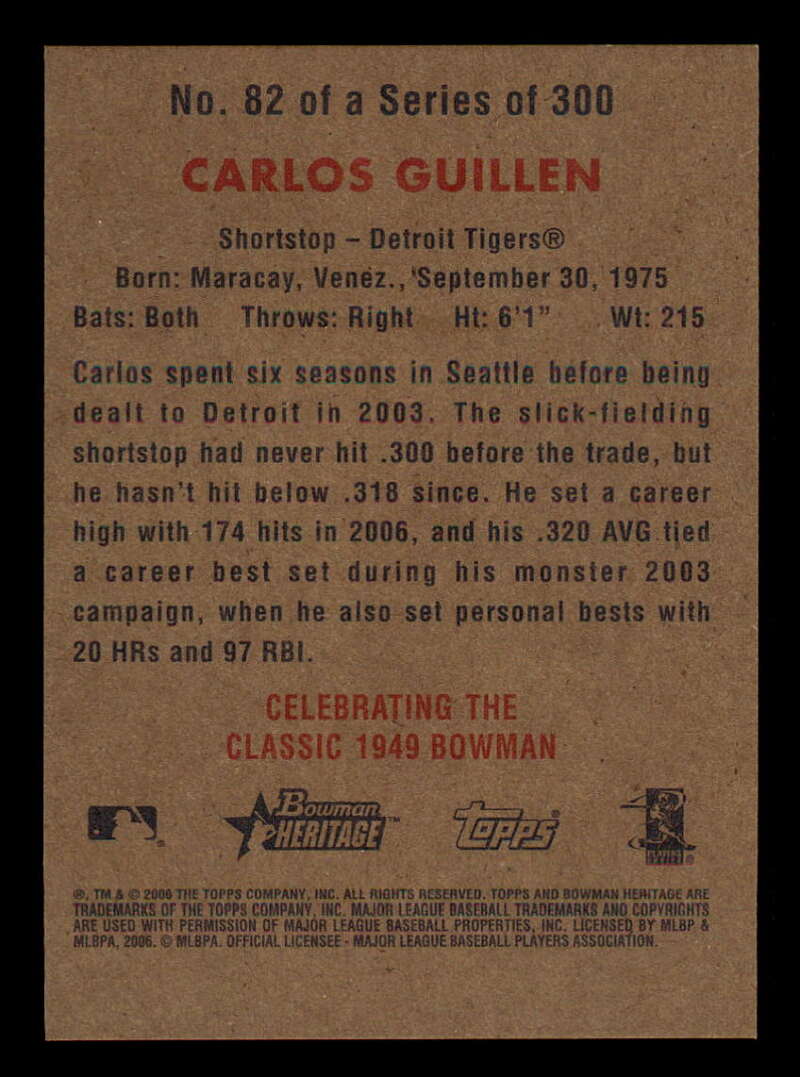 No. 82 of a Series of 300
CARLOS GUILLEN
Shortstop – Detroit Tigers®
Born: Maracay, Venez., September 30, 1975
Bats: Both Throws: Right Ht: 6'1" Wt: 215
Carlos spent six seasons in Seattle before being
dealt to Detroit in 2003. The slick-fielding
shortstop had never hit .300 before the trade, but
he hasn't hit below .318 since. He set a career
high with 174 hits in 2006, and his .320 AVG tied
a career best set during his monster 2003
campaign, when he also set personal bests with
20 HRs and 97 RBI.
CELEBRATING THE
CLASSIC 1949 BOWMAN
Bowman
HERITAGE™
Topps
®, TM & © 2006 THE TOPPS COMPANY, INC. ALL RIGHTS RESERVED. TOPPS AND BOWMAN HERITAGE ARE
TRADEMARKS OF THE TOPPS COMPANY, INC. MAJOR LEAGUE BASEBALL TRADEMARKS AND COPYRIGHTS
ARE USED WITH PERMISSION OF MAJOR LEAGUE BASEBALL PROPERTIES, INC. LICENSED BY MLBP &
MLBPA, 2006. © MLBPA. OFFICIAL LICENSEE - MAJOR LEAGUE BASEBALL PLAYERS ASSOCIATION.